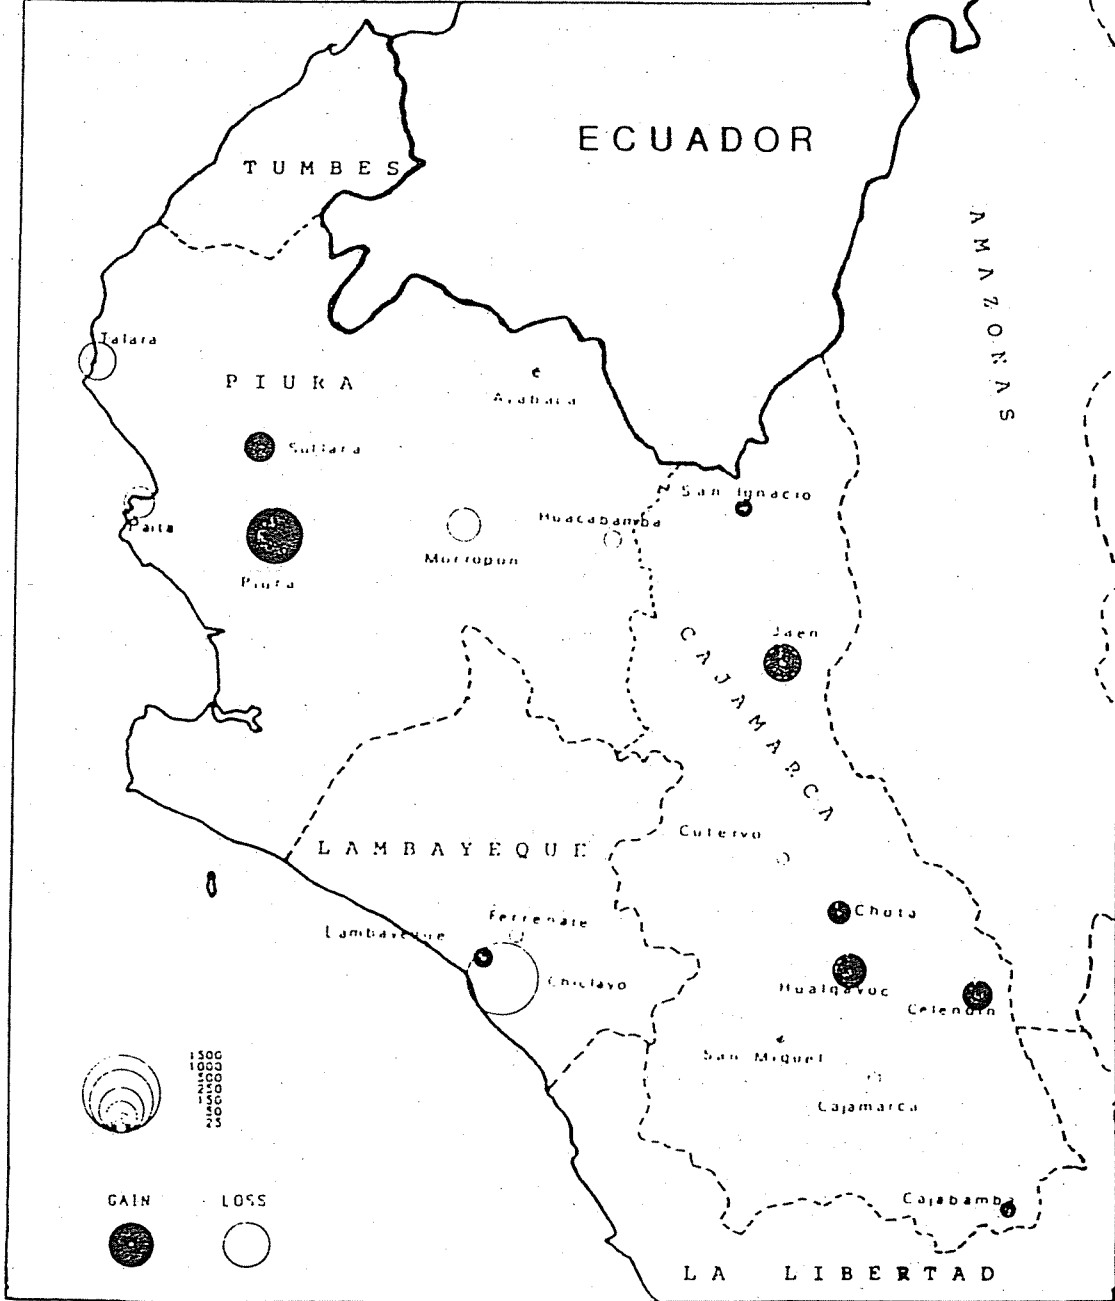 ECUADOR
TUMBES
AMAZONAS
Talara
PIURA
Ayabaca
Sullana
San Ignacio
Paita
Huacabamba
Morropon
Piura
Jaen
CAJAMARCA
Cutervo
LAMBAYEQUE
Chota
Ferrenafe
Lambayeque
Chiclayo
Hualgayoc
Celendin
San Miguel
1500
1000
500
250
150
50
25
Cajamarca
GAIN LOSS
Cajabamba
LA LIBERTAD